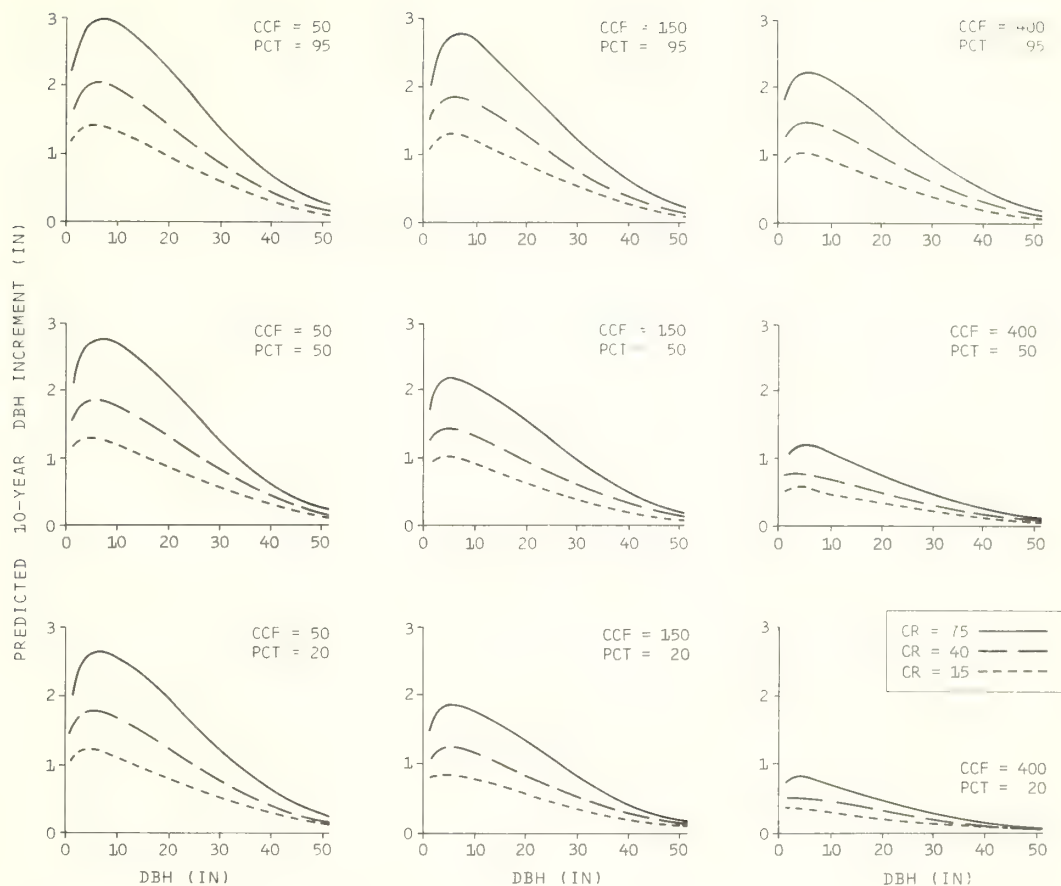 PREDICTED 10-YEAR DBH INCREMENT (IN)
CCF = 50
PCT = 95
3
2
1
0
0 10 20 30 40 50
CCF = 150
PCT = 95
3
2
1
0
0 10 20 30 40 50
CCF = 400
PCT 95
3
2
1
0
0 10 20 30 40 50
CCF = 50
PCT = 50
3
2
1
0
0 10 20 30 40 50
CCF = 150
PCT = 50
3
2
1
0
0 10 20 30 40 50
CCF = 400
PCT = 50
3
2
1
0
0 10 20 30 40 50
CCF = 50
PCT = 20
3
2
1
0
0 10 20 30 40 50
DBH (IN)
CCF = 150
PCT = 20
3
2
1
0
0 10 20 30 40 50
DBH (IN)
CR = 75
CR = 40
CR = 15
CCF = 400
PCT = 20
3
2
1
0
0 10 20 30 40 50
DBH (IN)